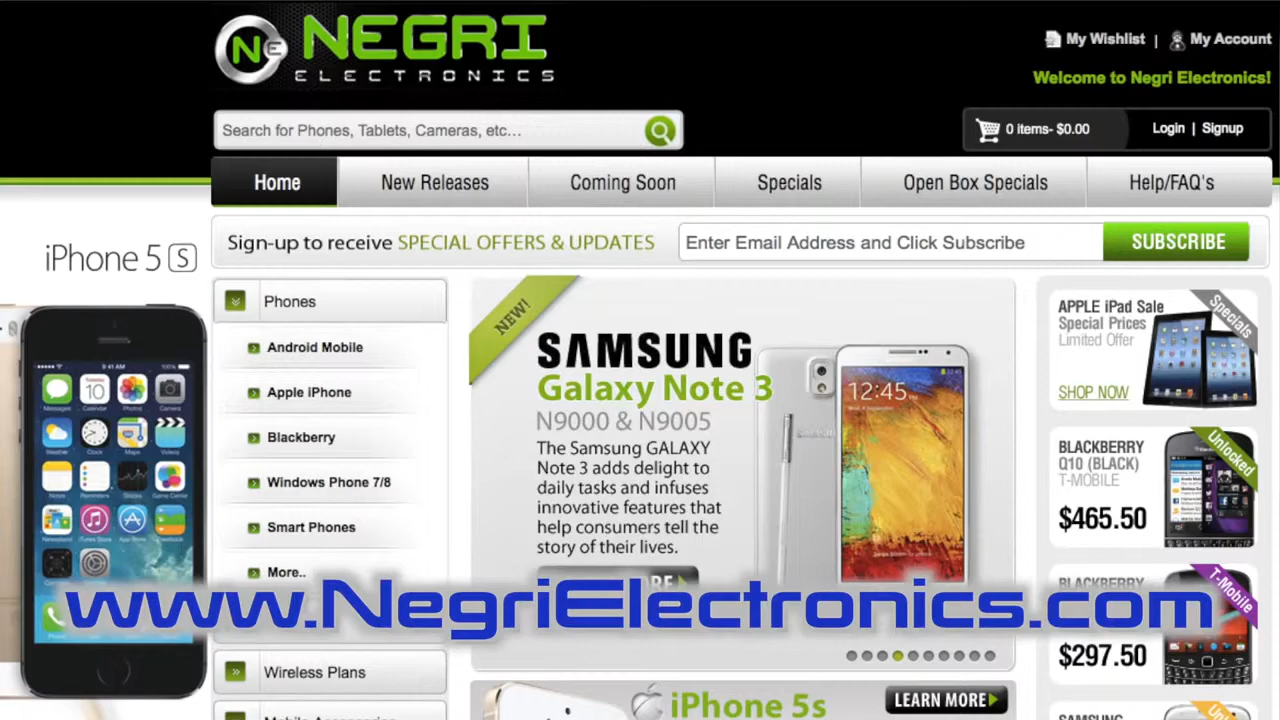 NE NEGRI
ELECTRONICS
My Wishlist | My Account
Welcome to Negri Electronics!
Search for Phones, Tablets, Cameras, etc...
0 items- $0.00
Login | Signup
Home
New Releases
Coming Soon
Specials
Open Box Specials
Help/FAQ's
Sign-up to receive SPECIAL OFFERS & UPDATES
Enter Email Address and Click Subscribe
SUBSCRIBE
iPhone 5 S
Phones
Android Mobile
Apple iPhone
Blackberry
Windows Phone 7/8
Smart Phones
More..
Wireless Plans
NEW!
SAMSUNG
Galaxy Note 3
N9000 & N9005
The Samsung GALAXY
Note 3 adds delight to
daily tasks and infuses
innovative features that
help consumers tell the
story of their lives.
12:45
APPLE iPad Sale
Special Prices
Limited Offer
SHOP NOW
Specials
BLACKBERRY
Q10 (BLACK)
T-MOBILE
$465.50
Unlocked
BLACKBERRY
T-Mobile
$297.50
www.NegriElectronics.com
iPhone 5s
LEARN MORE